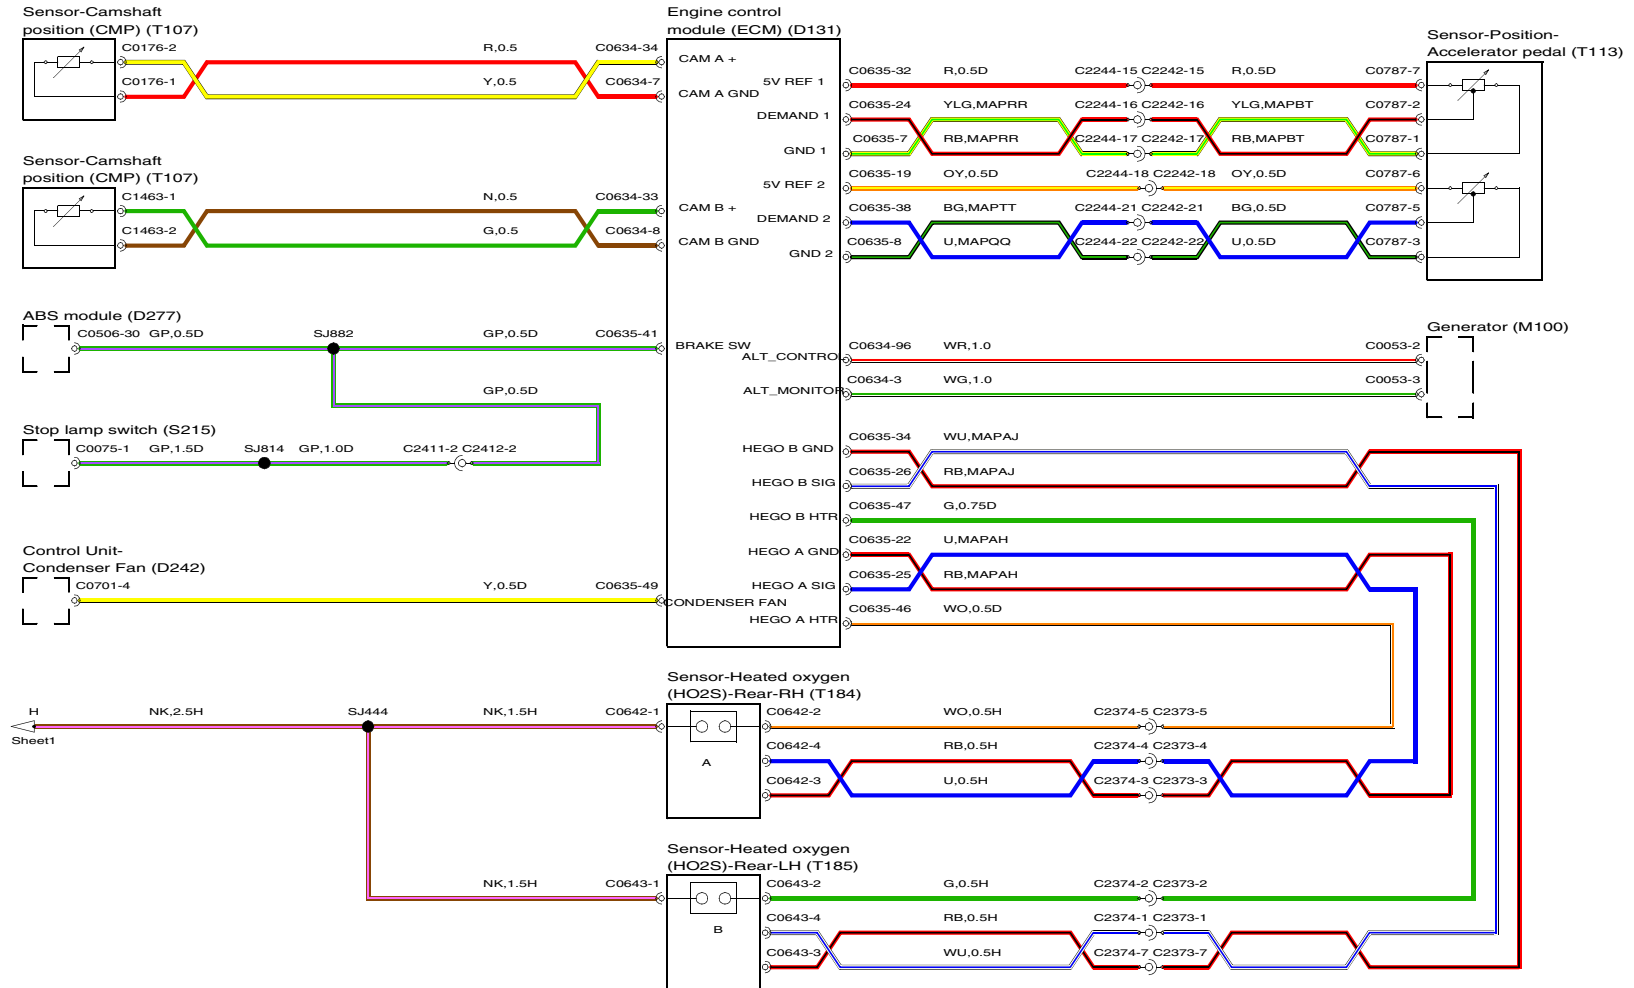 Sensor-Camshaft
position (CMP) (T107)
C0176-2
R,0.5
C0634-34
C0176-1
Y,0.5
C0634-7
Sensor-Camshaft
position (CMP) (T107)
C1463-1
N,0.5
C0634-33
C1463-2
G,0.5
C0634-8
ABS module (D277)
C0506-30
GP,0.5D
SJ882
GP,0.5D
C0635-41
GP,0.5D
Stop lamp switch (S215)
C0075-1
GP,1.5D
SJ814
GP,1.0D
C2411-2
C2412-2
Control Unit-
Condenser Fan (D242)
C0701-4
Y,0.5D
C0635-49
Engine control
module (ECM) (D131)
CAM A +
CAM A GND
CAM B +
CAM B GND
BRAKE SW
CONDENSER FAN
5V REF 1
DEMAND 1
GND 1
5V REF 2
DEMAND 2
GND 2
ALT_CONTROL
ALT_MONITOR
HEGO B GND
HEGO B SIG
HEGO B HTR
HEGO A GND
HEGO A SIG
HEGO A HTR
Sensor-Position-
Accelerator pedal (T113)
C0635-32
R,0.5D
C2244-15
C2242-15
R,0.5D
C0787-7
C0635-24
YLG,MAPRR
C2244-16
C2242-16
YLG,MAPBT
C0787-2
C0635-7
RB,MAPRR
C2244-17
C2242-17
RB,MAPBT
C0787-1
C0635-19
OY,0.5D
C2244-18
C2242-18
OY,0.5D
C0787-6
C0635-38
BG,MAPTT
C2244-21
C2242-21
BG,0.5D
C0787-5
C0635-8
U,MAPQQ
C2244-22
C2242-22
U,0.5D
C0787-3
Generator (M100)
C0634-96
WR,1.0
C0053-2
C0634-3
WG,1.0
C0053-3
C0635-34
WU,MAPAJ
C0635-26
RB,MAPAJ
C0635-47
G,0.75D
C0635-22
U,MAPAH
C0635-25
RB,MAPAH
C0635-46
WO,0.5D
H
Sheet1
NK,2.5H
SJ444
NK,1.5H
C0642-1
Sensor-Heated oxygen
(HO2S)-Rear-RH (T184)
A
C0642-2
WO,0.5H
C2374-5
C2373-5
C0642-4
RB,0.5H
C2374-4
C2373-4
C0642-3
U,0.5H
C2374-3
C2373-3
NK,1.5H
C0643-1
Sensor-Heated oxygen
(HO2S)-Rear-LH (T185)
B
C0643-2
G,0.5H
C2374-2
C2373-2
C0643-4
RB,0.5H
C2374-1
C2373-1
C0643-3
WU,0.5H
C2374-7
C2373-7